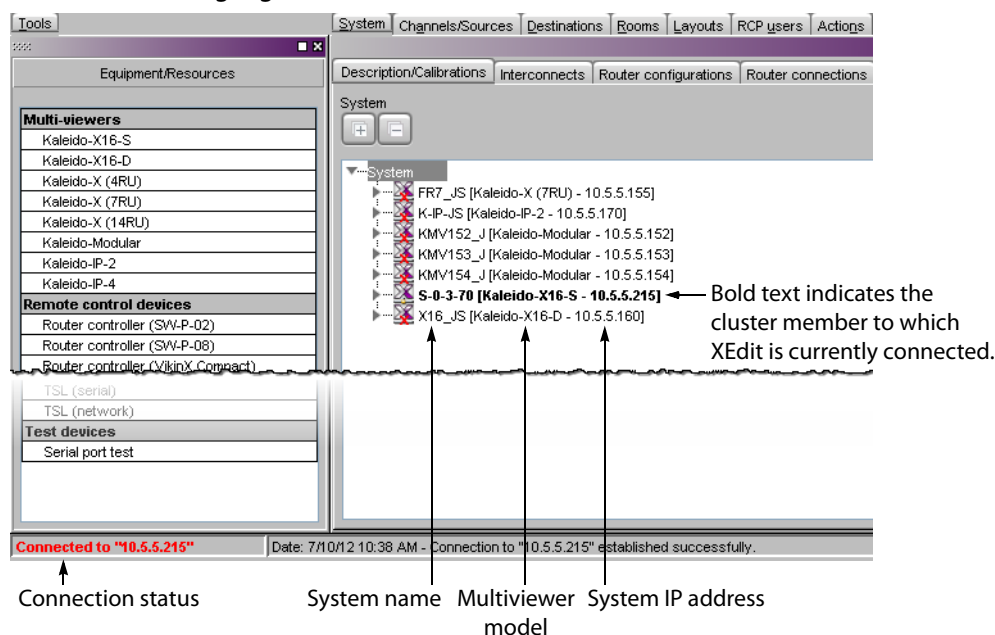 Tools
System Channels/Sources Destinations Rooms Layouts RCP users Actions
Equipment/Resources
Description/Calibrations Interconnects Router configurations Router connections
System
Multi-viewers
Kaleido-X16-S
Kaleido-X16-D
Kaleido-X (4RU)
Kaleido-X (7RU)
Kaleido-X (14RU)
Kaleido-Modular
Kaleido-IP-2
Kaleido-IP-4
Remote control devices
Router controller (SW-P-02)
Router controller (SW-P-08)
Router controller (VikinX Compact)
TSL (serial)
TSL (network)
Test devices
Serial port test
System
FR7_JS [Kaleido-X (7RU) - 10.5.5.155]
K-IP-JS [Kaleido-IP-2 - 10.5.5.170]
KMV152_J [Kaleido-Modular - 10.5.5.152]
KMV153_J [Kaleido-Modular - 10.5.5.153]
KMV154_J [Kaleido-Modular - 10.5.5.154]
S-0-3-70 [Kaleido-X16-S - 10.5.5.215]
X16_JS [Kaleido-X16-D - 10.5.5.160]
Bold text indicates the
cluster member to which
XEdit is currently connected.
Connected to "10.5.5.215"
Date: 7/10/12 10:38 AM - Connection to "10.5.5.215" established successfully.
Connection status
System name
Multiviewer
model
System IP address